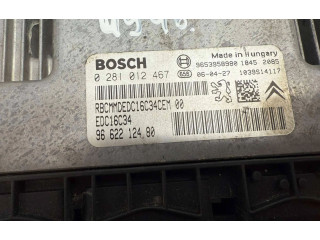 BOSCH
Made in Hungary
0 281 012 467
9653958980 1045 2085
06-04-27 1039S14117
RBCMMDEDC16C34CEM 00
EDC16C34
96 622 124.80